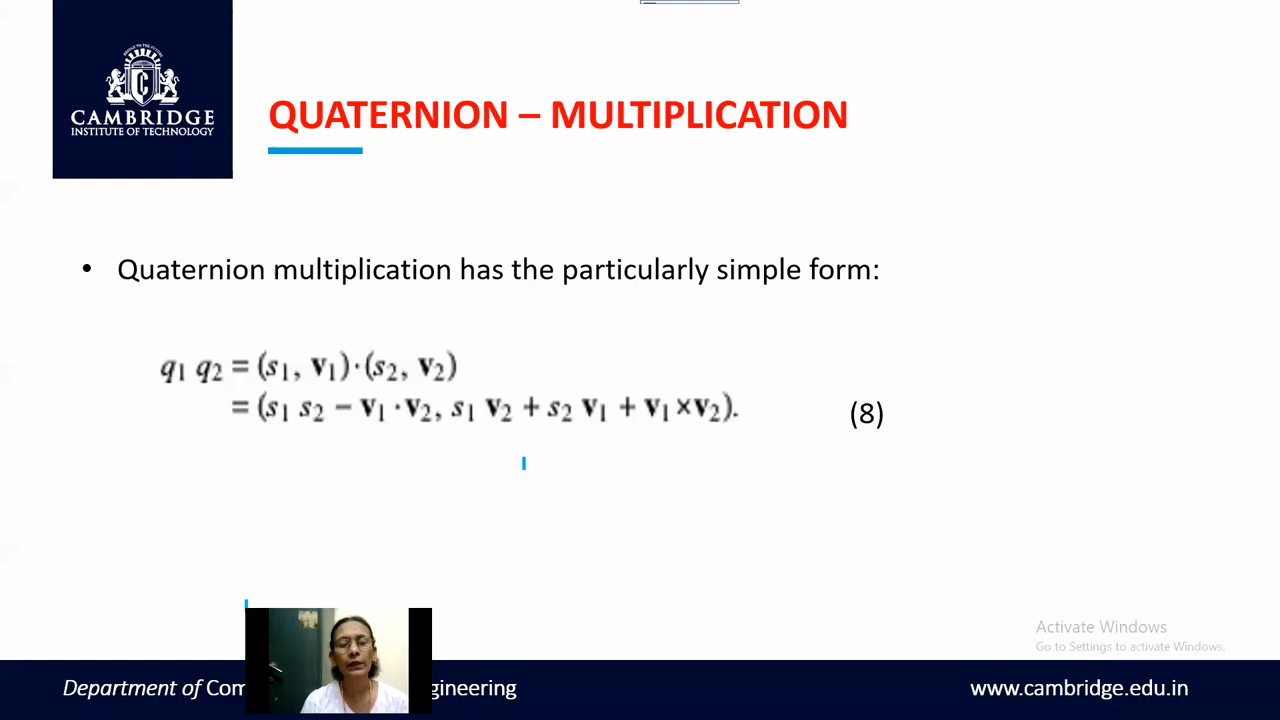 CAMBRIDGE
INSTITUTE OF TECHNOLOGY
QUATERNION – MULTIPLICATION
• Quaternion multiplication has the particularly simple form:
q₁ q₂ = (s₁, v₁)·(s₂, v₂)
= (s₁ s₂ − v₁ · v₂, s₁ v₂ + s₂ v₁ + v₁ ×v₂). (8)
Activate Windows
Go to Settings to activate Windows.
Department of Com gineering
www.cambridge.edu.in